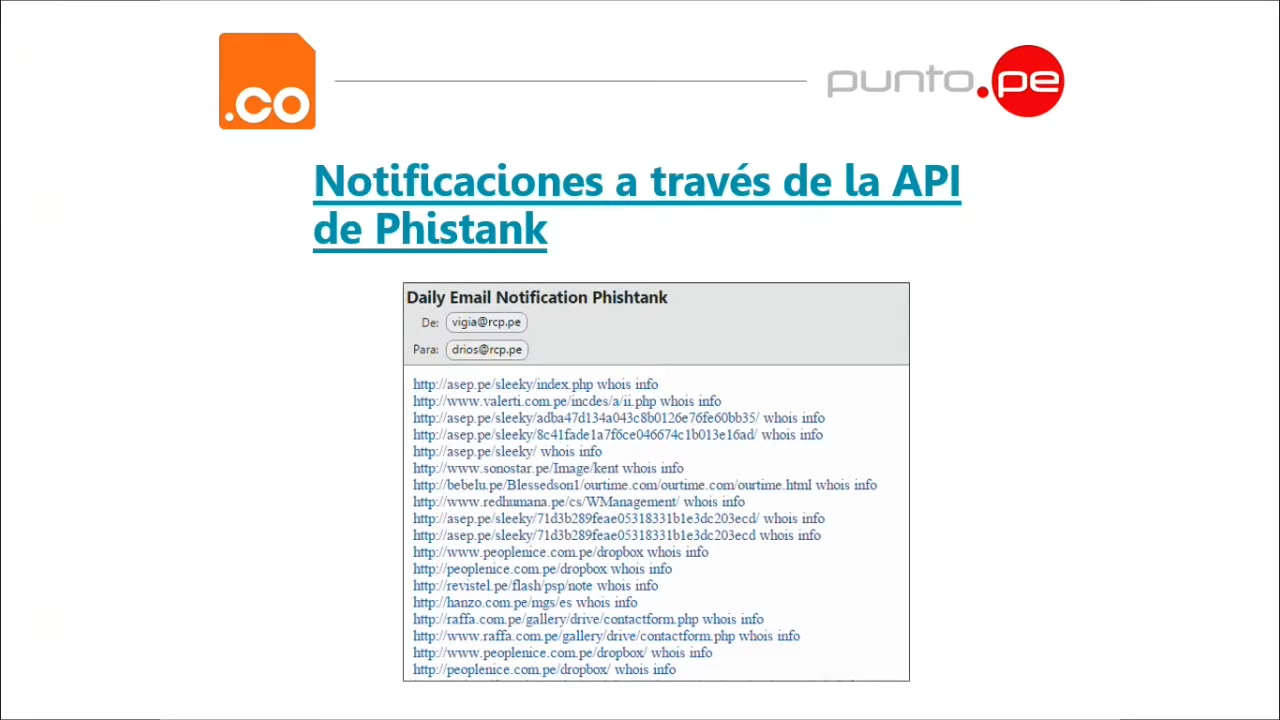 .co
punto.pe
Notificaciones a través de la API
de Phistank
Daily Email Notification Phishtank
De: vigia@rcp.pe
Para: drios@rcp.pe
http://asep.pe/sleeky/index.php whois info
http://www.valerti.com.pe/incdes/a/ii.php whois info
http://asep.pe/sleeky/adba47d134a043c8b0126e76fe60bb35/ whois info
http://asep.pe/sleeky/8c41fade1a7f6ce046674c1b013e16ad/ whois info
http://asep.pe/sleeky/ whois info
http://www.sonostar.pe/Image/kent whois info
http://bebelu.pe/Blessedson1/ourtime.com/ourtime.com/ourtime.html whois info
http://www.redhumana.pe/cs/WManagement/ whois info
http://asep.pe/sleeky/71d3b289feae05318331b1e3dc203ecd/ whois info
http://asep.pe/sleeky/71d3b289feae05318331b1e3dc203ecd whois info
http://www.peoplenice.com.pe/dropbox whois info
http://peoplenice.com.pe/dropbox whois info
http://revistel.pe/flash/psp/note whois info
http://hanzo.com.pe/mgs/es whois info
http://raffa.com.pe/gallery/drive/contactform.php whois info
http://www.raffa.com.pe/gallery/drive/contactform.php whois info
http://www.peoplenice.com.pe/dropbox/ whois info
http://peoplenice.com.pe/dropbox/ whois info